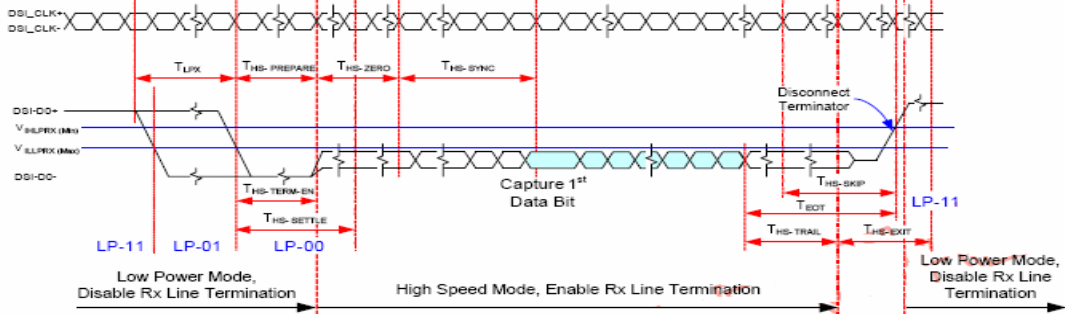 DSI_CLK+
DSI_CLK-
TLPX
THS-PREPARE
THS-ZERO
THS-SYNC
Disconnect
Terminator
DSI-D0+
VIHLPRX (Min)
VILLPRX (Max)
DSI-D0-
THS-TERM-EN
THS-SETTLE
Capture 1st
Data Bit
THS-SKIP
TEOT
THS-TRAIL
THS-EXIT
LP-11
LP-01
LP-00
LP-11
Low Power Mode,
Disable Rx Line Termination
High Speed Mode, Enable Rx Line Termination
Low Power Mode,
Disable Rx Line
Termination